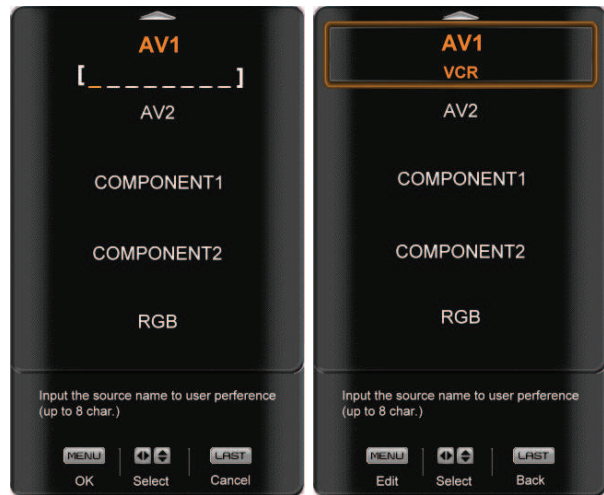 AV1
[_ _ _ _ _ _ _ _]
AV2
COMPONENT1
COMPONENT2
RGB
Input the source name to user perference
(up to 8 char.)
MENU LAST
OK Select Cancel
AV1
VCR
AV2
COMPONENT1
COMPONENT2
RGB
Input the source name to user perference
(up to 8 char.)
MENU LAST
Edit Select Back